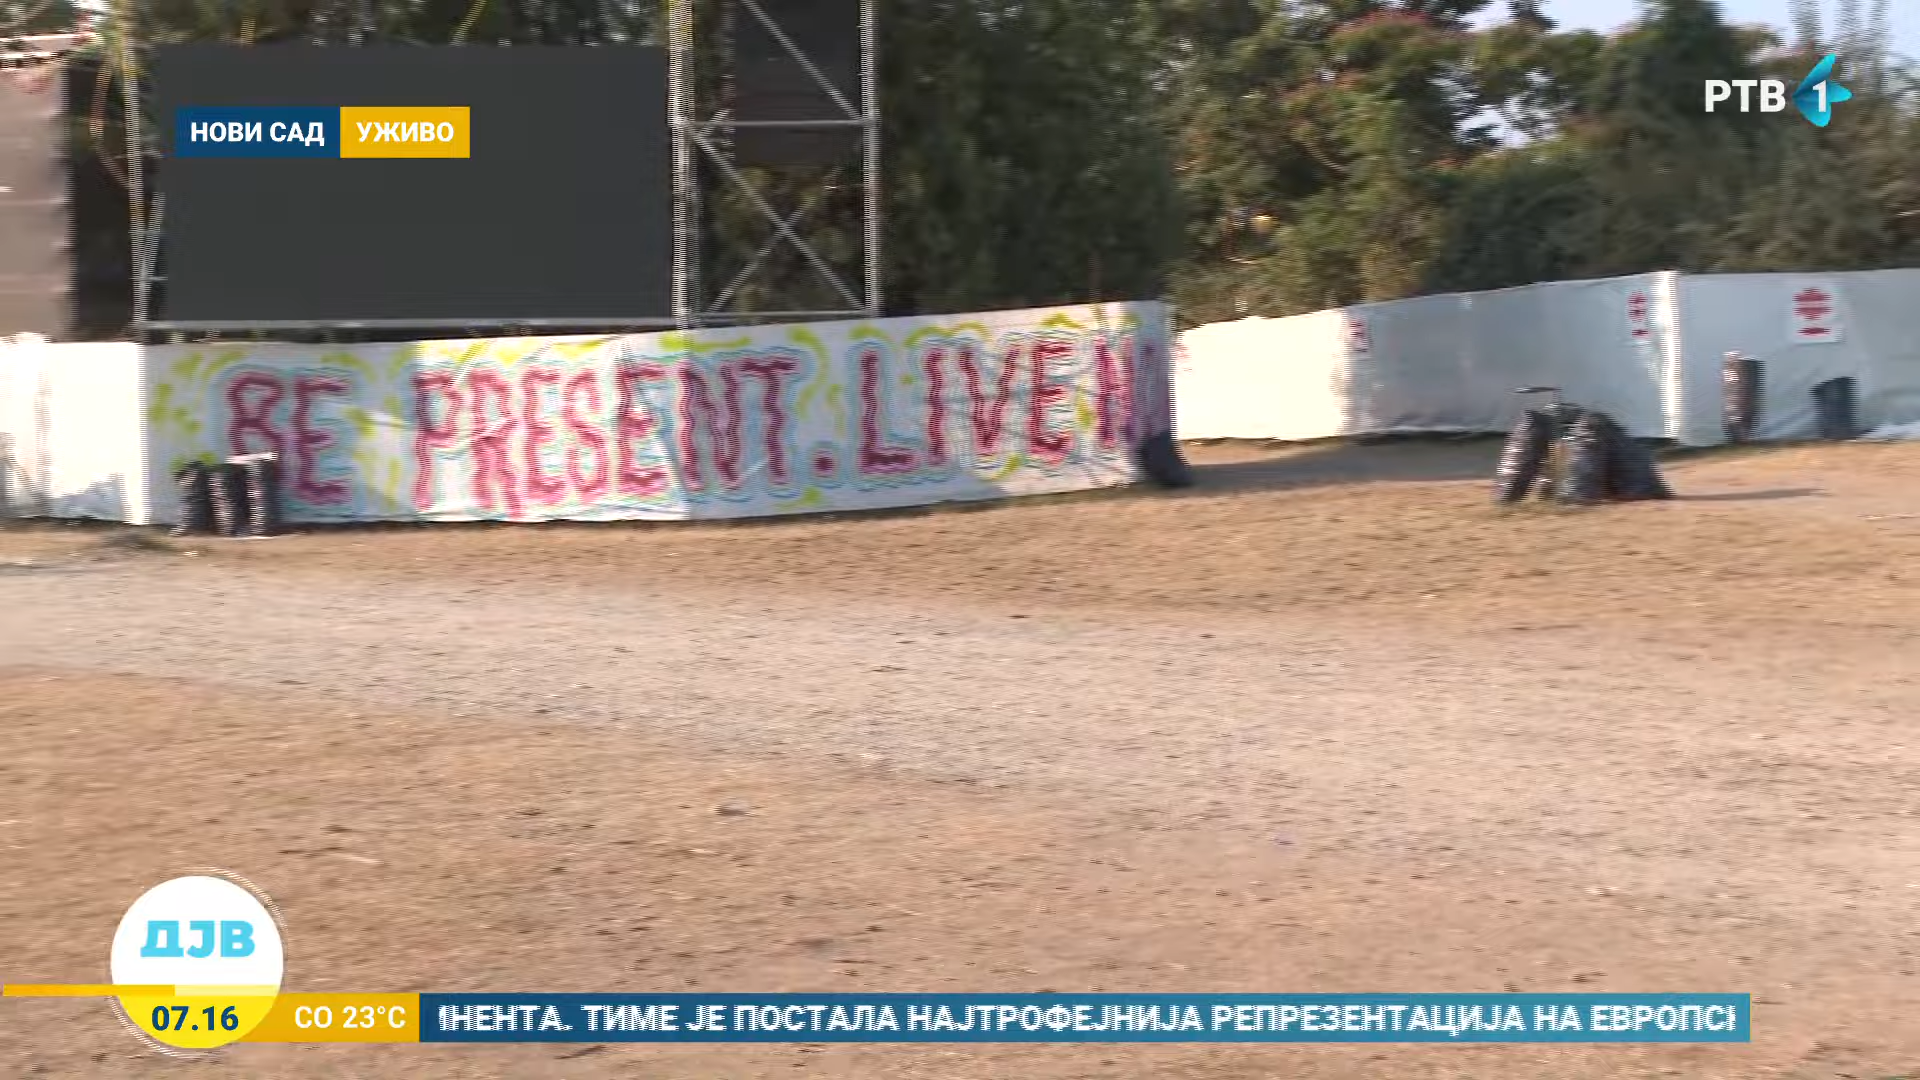 НОВИ САД УЖИВО
РТВ 1
BE PRESENT. LIVE N
ДЈВ
07.16 СО 23°C
ТИМЕ ЈЕ ПОСТАЛА НАЈТРОФЕЈНИЈА РЕПРЕЗЕНТАЦИЈА НА